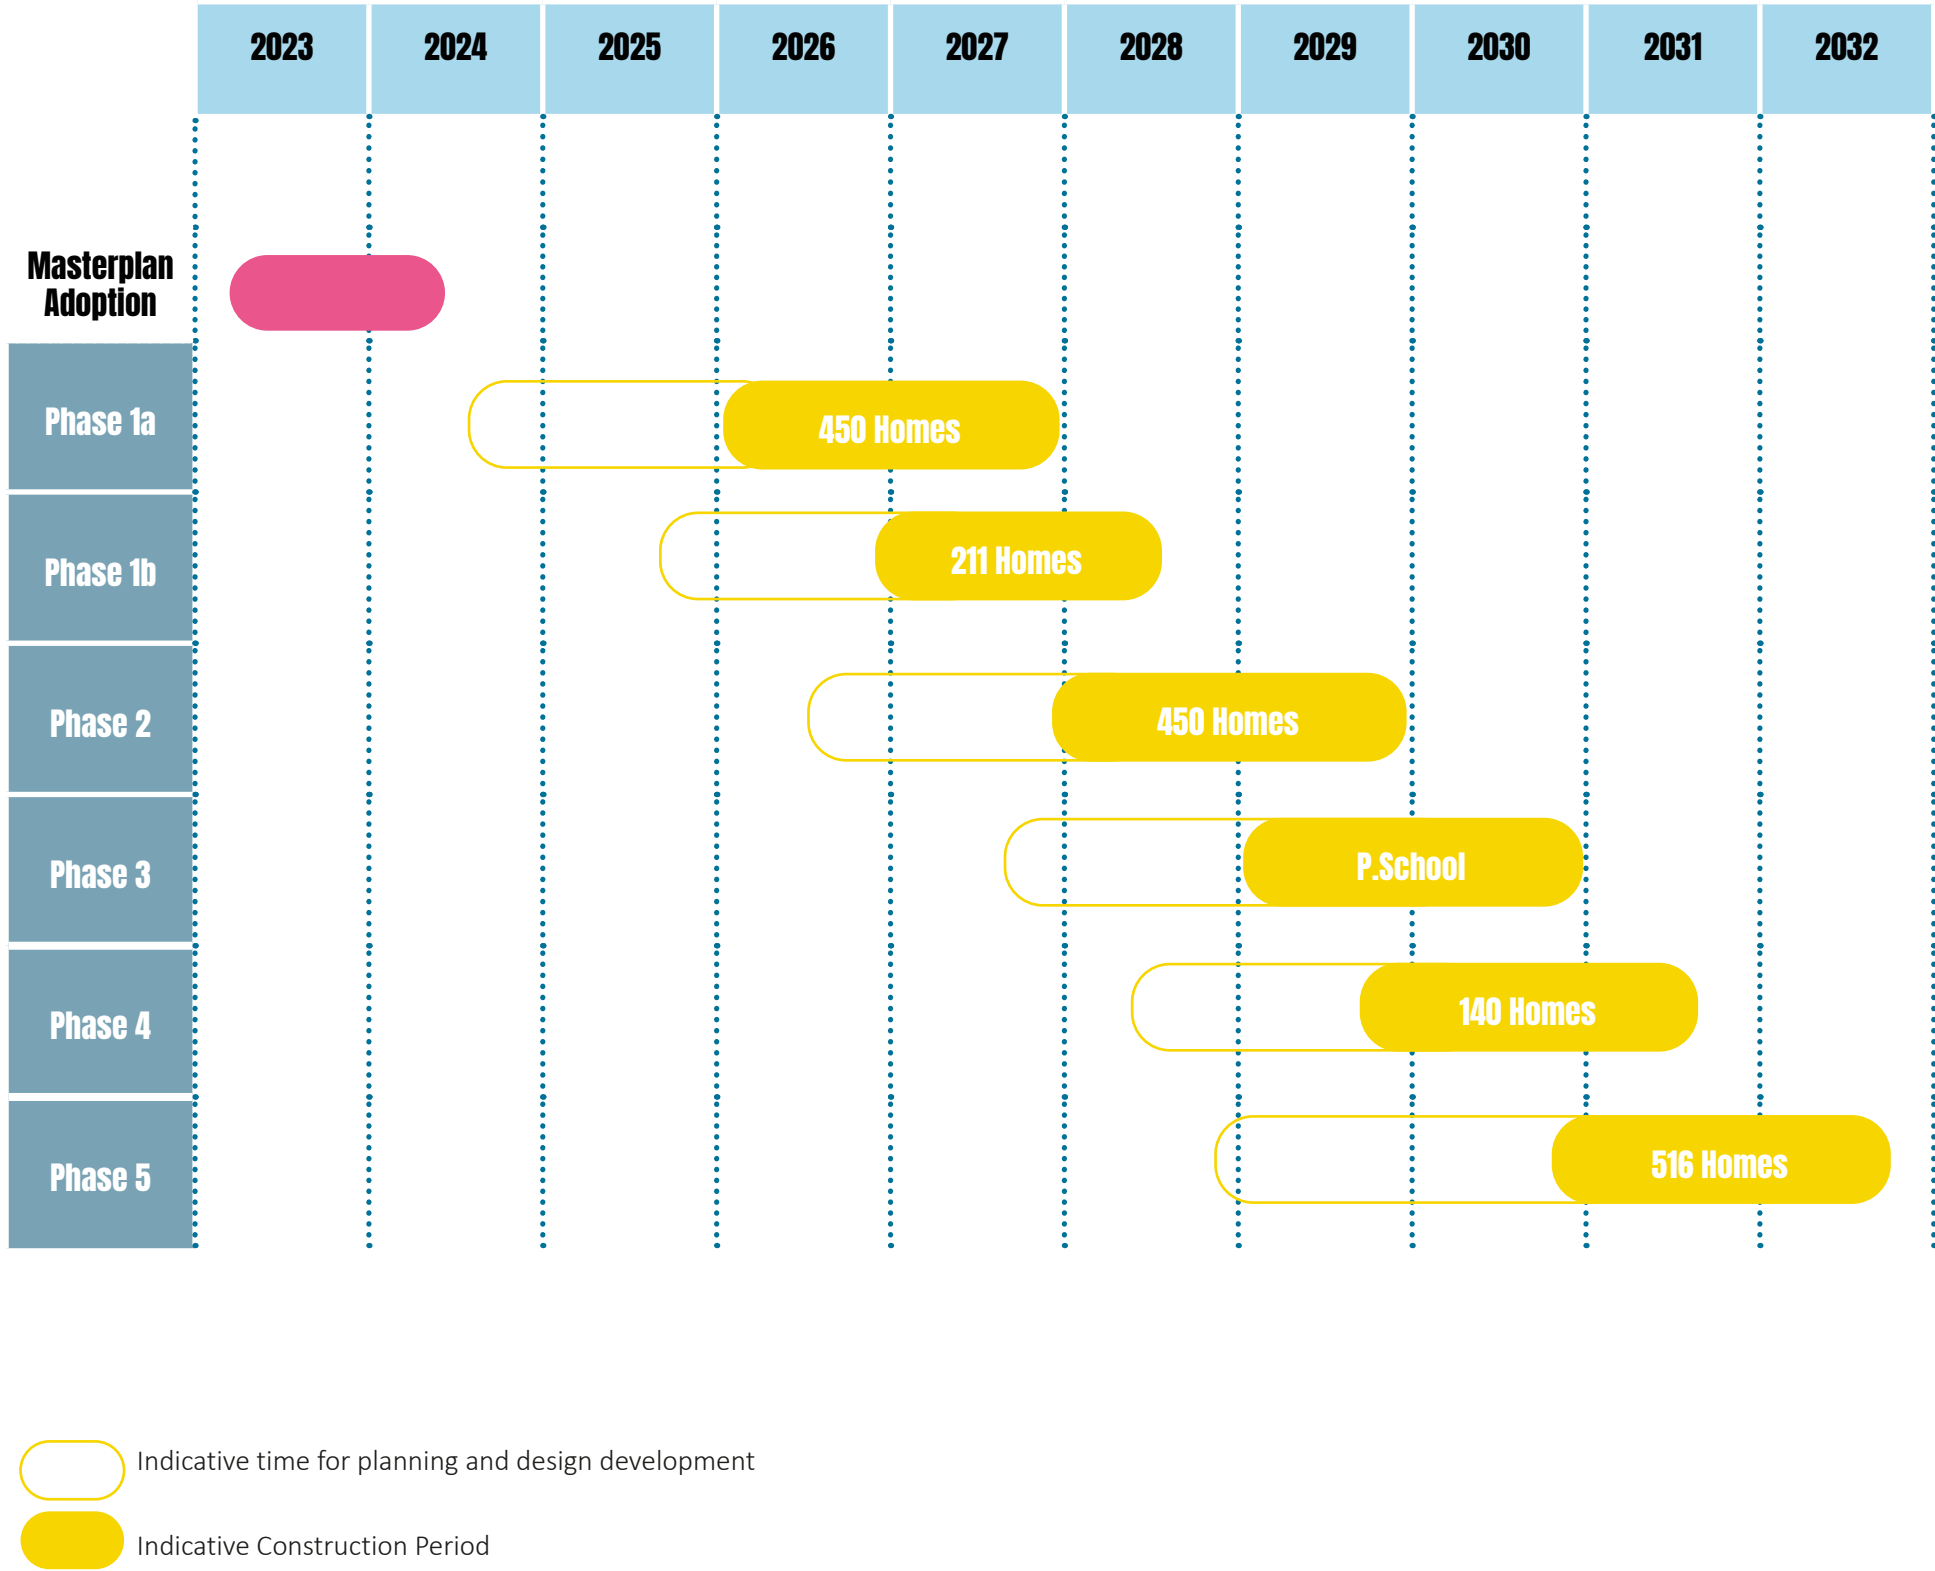 2023 2024 2025 2026 2027 2028 2029 2030 2031 2032
Masterplan
Adoption
Phase 1a
450 Homes
Phase 1b
211 Homes
Phase 2
450 Homes
Phase 3
P.School
Phase 4
140 Homes
Phase 5
516 Homes
Indicative time for planning and design development
Indicative Construction Period